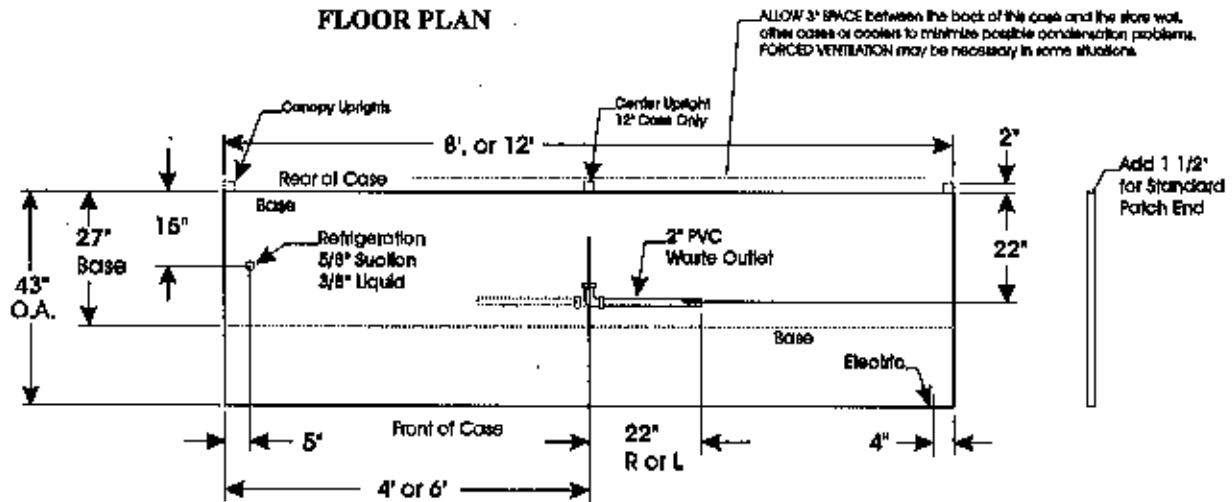 FLOOR PLAN
ALLOW 3" SPACE between the back of this case and the store wall,
other cases or coolers to minimize possible condensation problems.
FORCED VENTILATION may be necessary in some situations.
Canopy Uprights
Center Upright
12' Case Only
8', or 12'
2"
Add 1 1/2"
for Standard
Patch End
Rear of Case
Base
15"
27"
Base
43"
O.A.
Refrigeration
5/8" Suction
3/8" Liquid
2" PVC
Waste Outlet
22"
Base
Electric
Front of Case
5"
22"
R or L
4"
4' or 6'